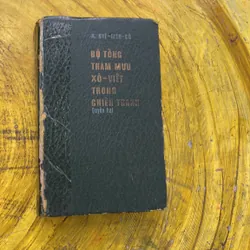 BỘ TỔNG
THAM MƯU
XÔ-VIẾT
TRONG
CHIẾN TRANH